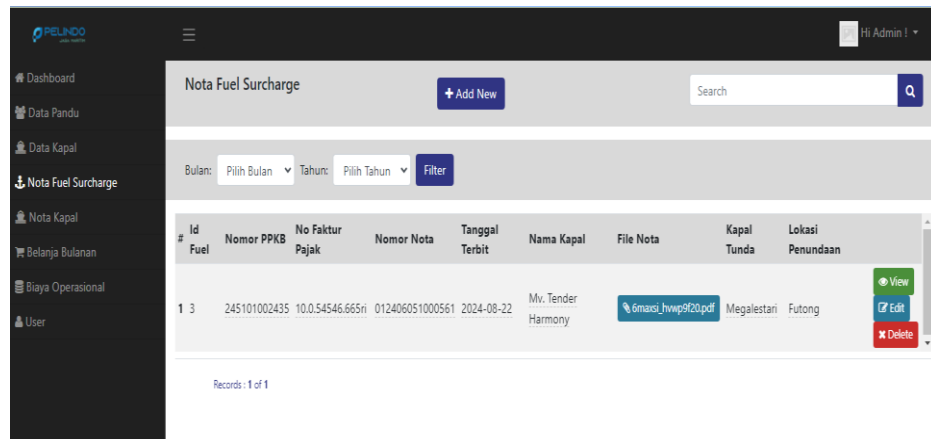 PELINDO
Hi Admin !
Dashboard
Data Pandu
Data Kapal
Nota Fuel Surcharge
Nota Kapal
Belanja Bulanan
Biaya Operasional
User
Nota Fuel Surcharge
+ Add New
Search
Bulan: Pilih Bulan Tahun: Pilih Tahun Filter
# Id Fuel Nomor PPKB No Faktur Pajak Nomor Nota Tanggal Terbit Nama Kapal File Nota Kapal Tunda Lokasi Penundaan
1 3 245101002435 10.0.54546.665ri 012406051000561 2024-08-22 Mv. Tender Harmony 6maxsi_hvwp9f20.pdf Megalestari Futong
View
Edit
Delete
Records : 1 of 1